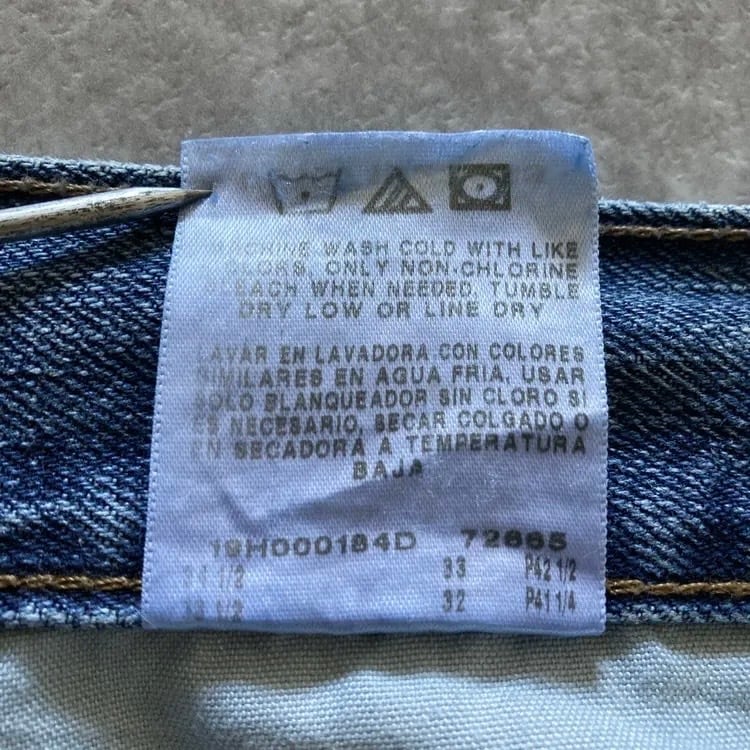 MACHINE WASH COLD WITH LIKE
COLORS, ONLY NON-CHLORINE
BLEACH WHEN NEEDED, TUMBLE
DRY LOW OR LINE DRY
LAVAR EN LAVADORA CON COLORES
SIMILARES EN AGUA FRIA, USAR
SOLO BLANQUEADOR SIN CLORO SI
ES NECESARIO, SECAR COLGADO O
EN SECADORA A TEMPERATURA
BAJA
33 P42 1/2
32 P41 1/4